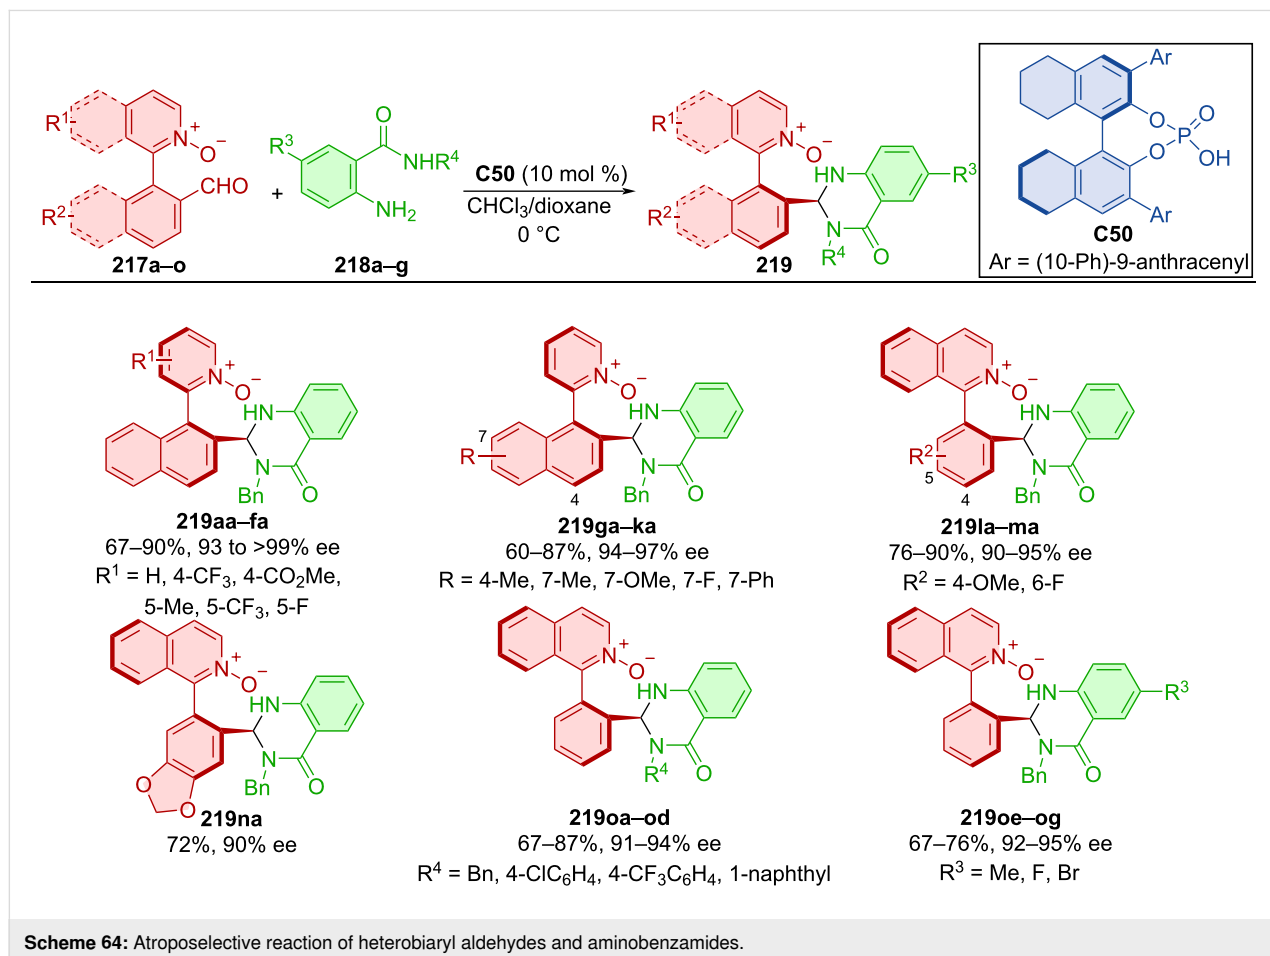 R¹
N⁺
O⁻
CHO
R²
217a–o
+
R³
O
NHR⁴
NH₂
218a–g
C50 (10 mol %)
CHCl₃/dioxane
0 °C
R¹
N⁺
O⁻
HN
R³
R²
N
R⁴
O
219
Ar
O
O
P
O
OH
Ar
C50
Ar = (10-Ph)-9-anthracenyl
R¹
N⁺
O⁻
HN
N
Bn
O
219aa–fa
67–90%, 93 to >99% ee
R¹ = H, 4-CF₃, 4-CO₂Me,
5-Me, 5-CF₃, 5-F
N⁺
O⁻
HN
7
R
N
4
Bn
O
219ga–ka
60–87%, 94–97% ee
R = 4-Me, 7-Me, 7-OMe, 7-F, 7-Ph
N⁺
O⁻
HN
R²
5
4
N
Bn
O
219la–ma
76–90%, 90–95% ee
R² = 4-OMe, 6-F
N⁺
O⁻
HN
N
Bn
O
O
O
219na
72%, 90% ee
N⁺
O⁻
HN
N
R⁴
O
219oa–od
67–87%, 91–94% ee
R⁴ = Bn, 4-ClC₆H₄, 4-CF₃C₆H₄, 1-naphthyl
N⁺
O⁻
HN
R³
N
Bn
O
219oe–og
67–76%, 92–95% ee
R³ = Me, F, Br
Scheme 64: Atroposelective reaction of heterobiaryl aldehydes and aminobenzamides.